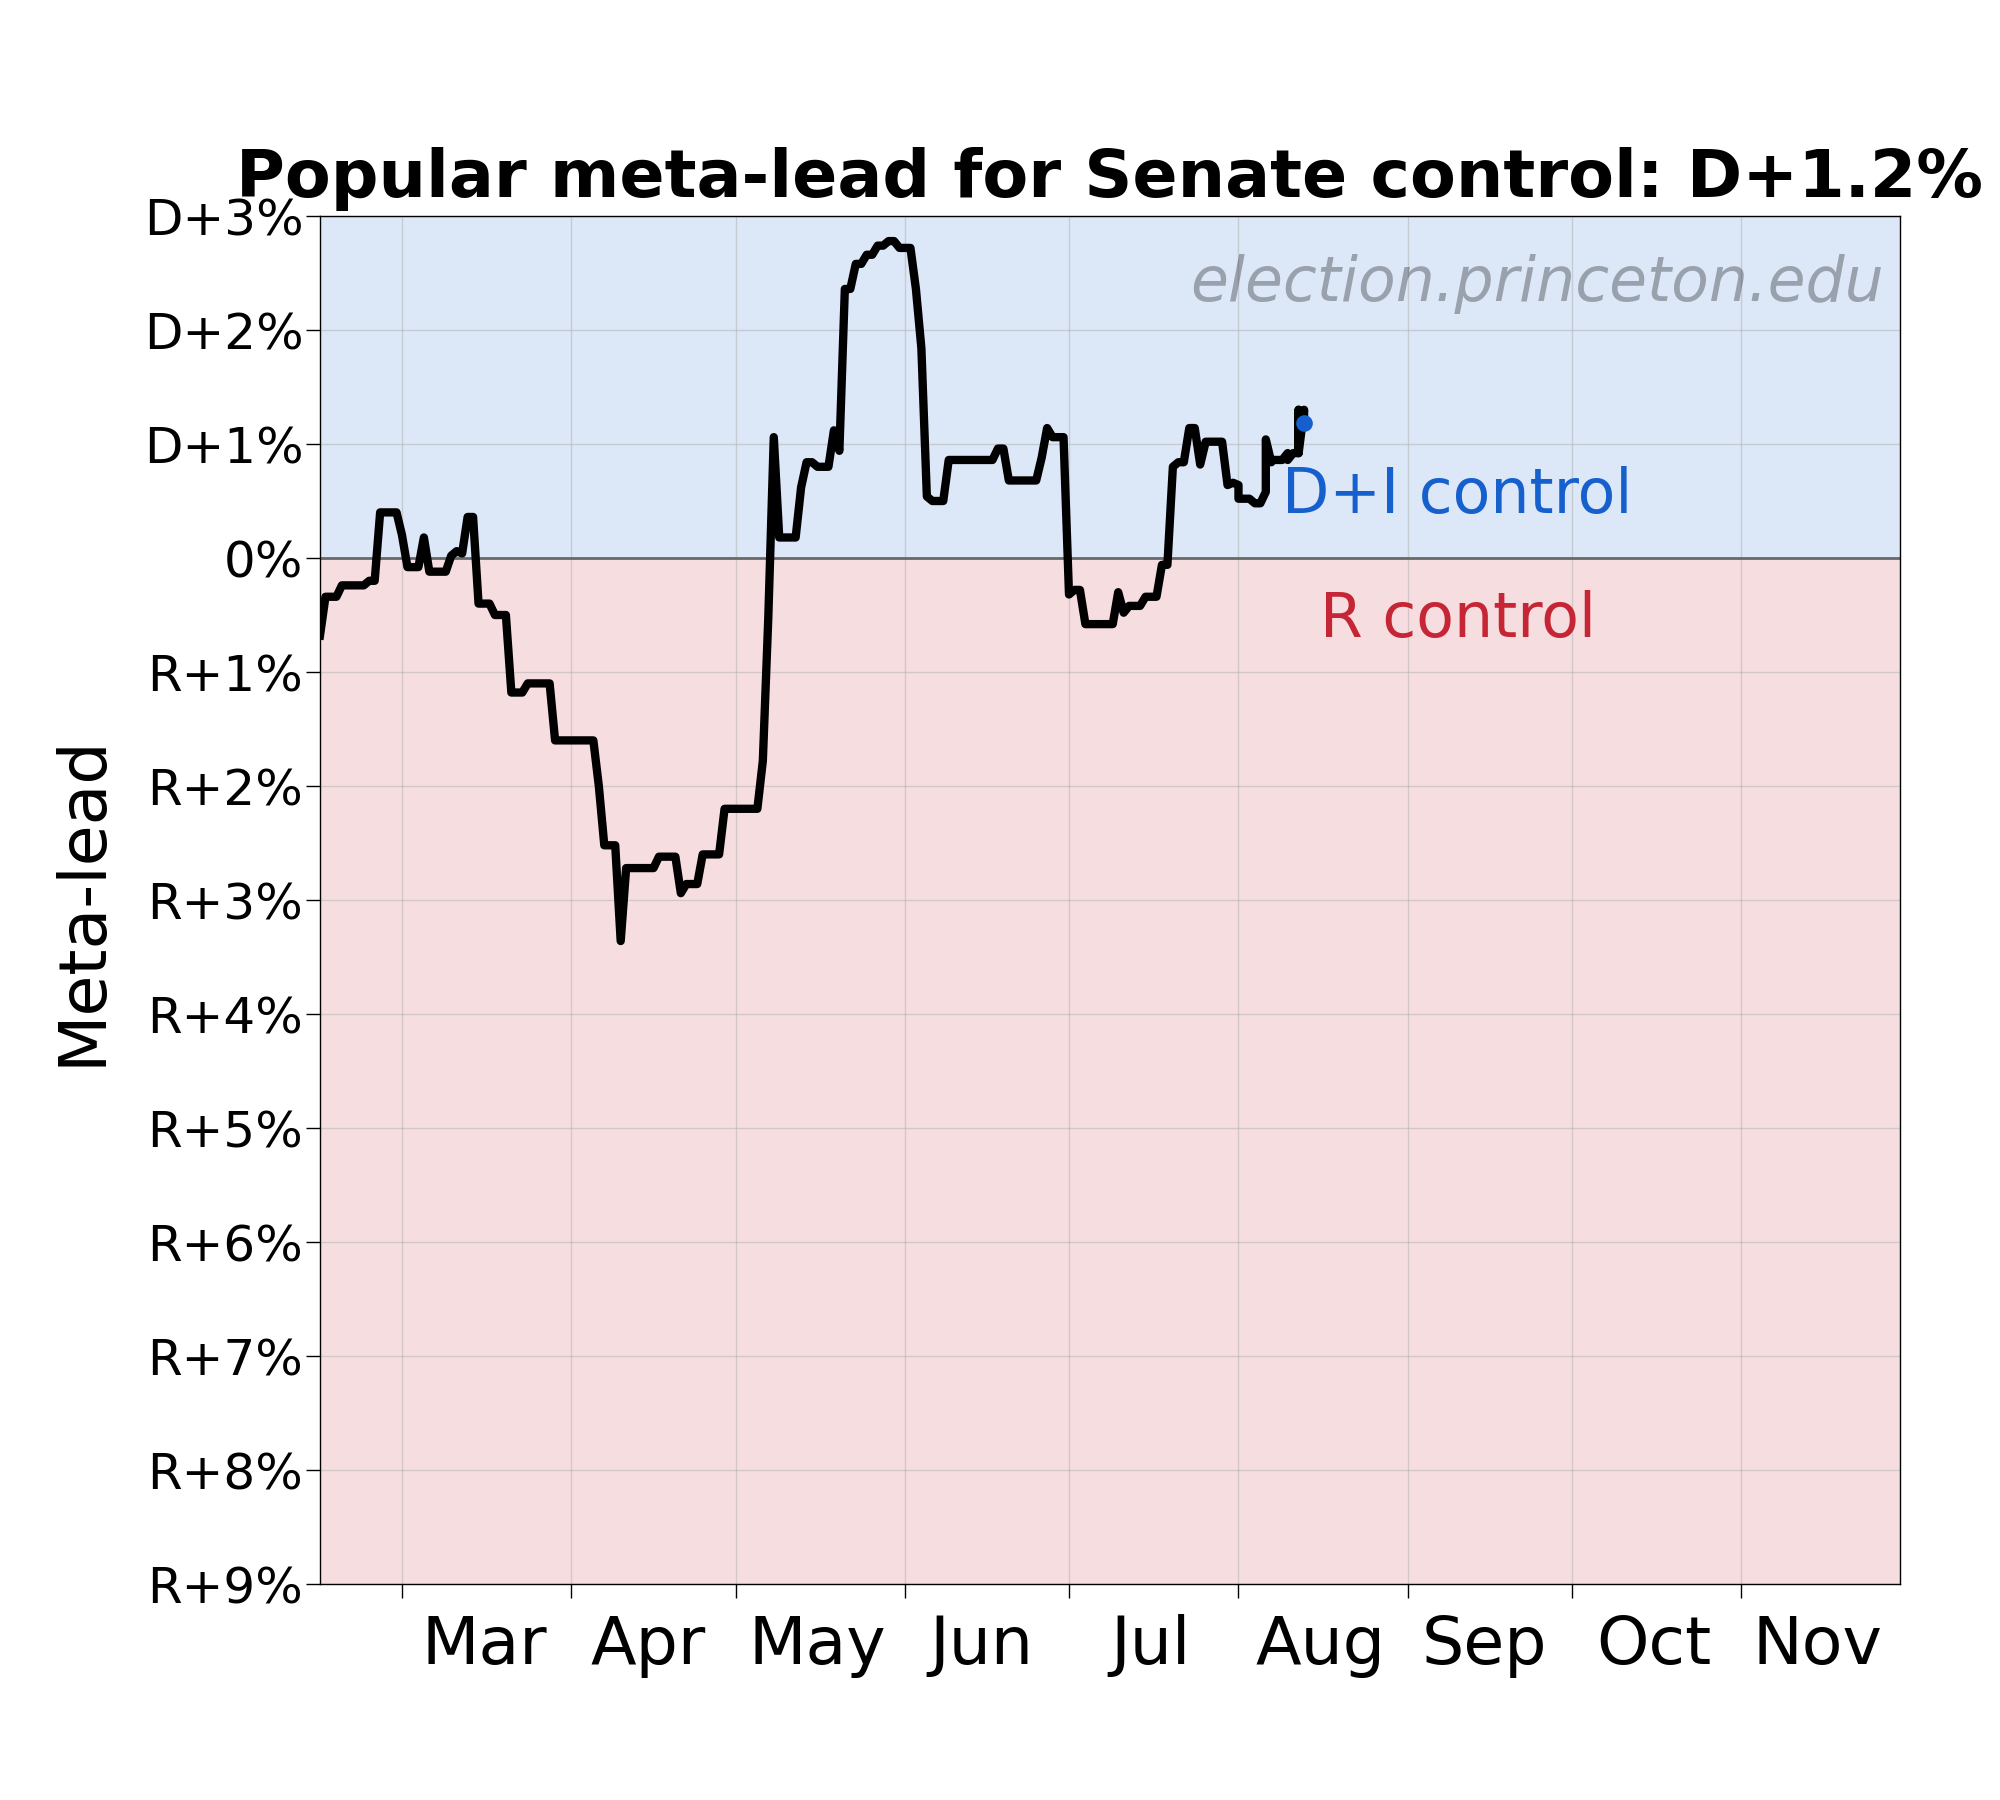 Popular meta-lead for Senate control: D+1.2%
D+3%
election.princeton.edu
D+2%
D+1%
D+I control
0%
R control
R+1%
Meta-lead
R+2%
R+3%
R+4%
R+5%
R+6%
R+7%
R+8%
R+9%
Mar Apr May Jun Jul Aug Sep Oct Nov